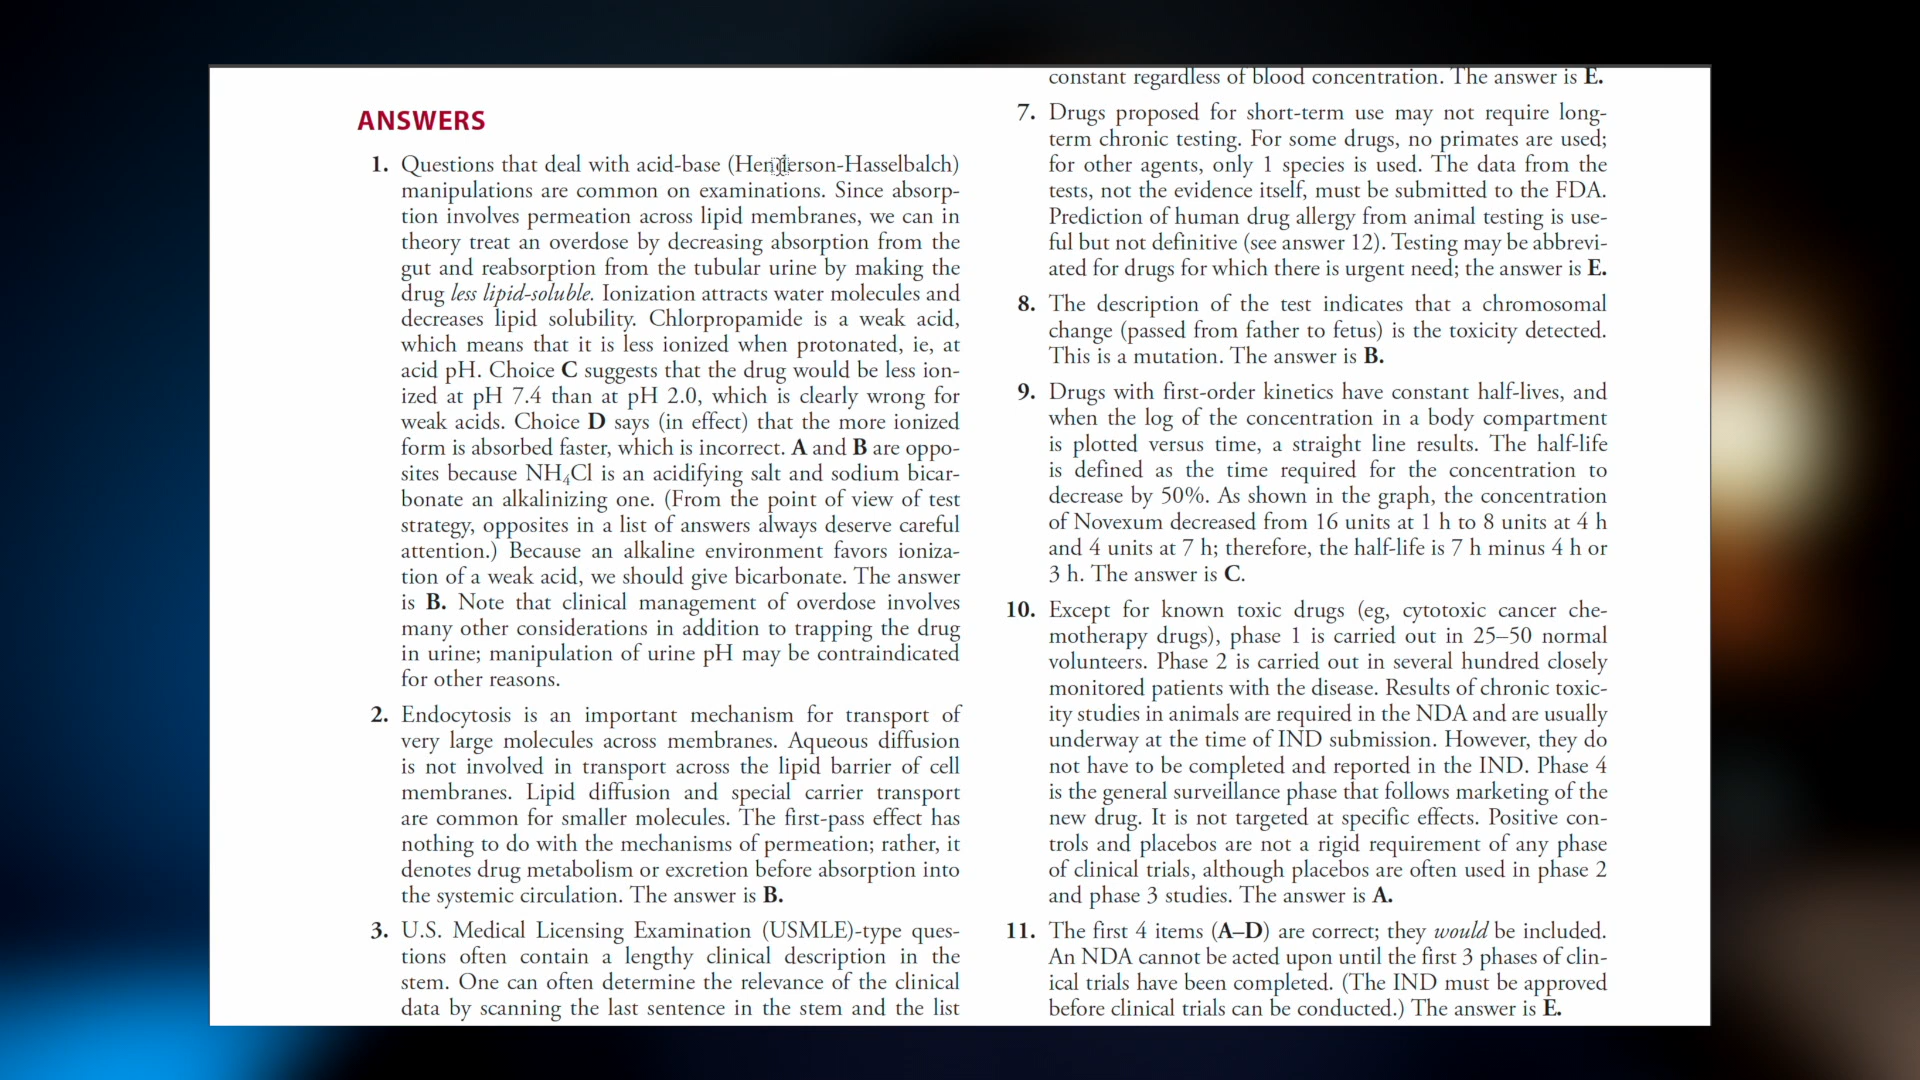 ANSWERS
1. Questions that deal with acid-base (Henderson-Hasselbalch)
manipulations are common on examinations. Since absorp-
tion involves permeation across lipid membranes, we can in
theory treat an overdose by decreasing absorption from the
gut and reabsorption from the tubular urine by making the
drug less lipid-soluble. Ionization attracts water molecules and
decreases lipid solubility. Chlorpropamide is a weak acid,
which means that it is less ionized when protonated, ie, at
acid pH. Choice C suggests that the drug would be less ion-
ized at pH 7.4 than at pH 2.0, which is clearly wrong for
weak acids. Choice D says (in effect) that the more ionized
form is absorbed faster, which is incorrect. A and B are oppo-
sites because NH₄Cl is an acidifying salt and sodium bicar-
bonate an alkalinizing one. (From the point of view of test
strategy, opposites in a list of answers always deserve careful
attention.) Because an alkaline environment favors ioniza-
tion of a weak acid, we should give bicarbonate. The answer
is B. Note that clinical management of overdose involves
many other considerations in addition to trapping the drug
in urine; manipulation of urine pH may be contraindicated
for other reasons.
2. Endocytosis is an important mechanism for transport of
very large molecules across membranes. Aqueous diffusion
is not involved in transport across the lipid barrier of cell
membranes. Lipid diffusion and special carrier transport
are common for smaller molecules. The first-pass effect has
nothing to do with the mechanisms of permeation; rather, it
denotes drug metabolism or excretion before absorption into
the systemic circulation. The answer is B.
3. U.S. Medical Licensing Examination (USMLE)-type ques-
tions often contain a lengthy clinical description in the
stem. One can often determine the relevance of the clinical
data by scanning the last sentence in the stem and the list
constant regardless of blood concentration. The answer is E.
7. Drugs proposed for short-term use may not require long-
term chronic testing. For some drugs, no primates are used;
for other agents, only 1 species is used. The data from the
tests, not the evidence itself, must be submitted to the FDA.
Prediction of human drug allergy from animal testing is use-
ful but not definitive (see answer 12). Testing may be abbrevi-
ated for drugs for which there is urgent need; the answer is E.
8. The description of the test indicates that a chromosomal
change (passed from father to fetus) is the toxicity detected.
This is a mutation. The answer is B.
9. Drugs with first-order kinetics have constant half-lives, and
when the log of the concentration in a body compartment
is plotted versus time, a straight line results. The half-life
is defined as the time required for the concentration to
decrease by 50%. As shown in the graph, the concentration
of Novexum decreased from 16 units at 1 h to 8 units at 4 h
and 4 units at 7 h; therefore, the half-life is 7 h minus 4 h or
3 h. The answer is C.
10. Except for known toxic drugs (eg, cytotoxic cancer che-
motherapy drugs), phase 1 is carried out in 25–50 normal
volunteers. Phase 2 is carried out in several hundred closely
monitored patients with the disease. Results of chronic toxic-
ity studies in animals are required in the NDA and are usually
underway at the time of IND submission. However, they do
not have to be completed and reported in the IND. Phase 4
is the general surveillance phase that follows marketing of the
new drug. It is not targeted at specific effects. Positive con-
trols and placebos are not a rigid requirement of any phase
of clinical trials, although placebos are often used in phase 2
and phase 3 studies. The answer is A.
11. The first 4 items (A–D) are correct; they would be included.
An NDA cannot be acted upon until the first 3 phases of clin-
ical trials have been completed. (The IND must be approved
before clinical trials can be conducted.) The answer is E.